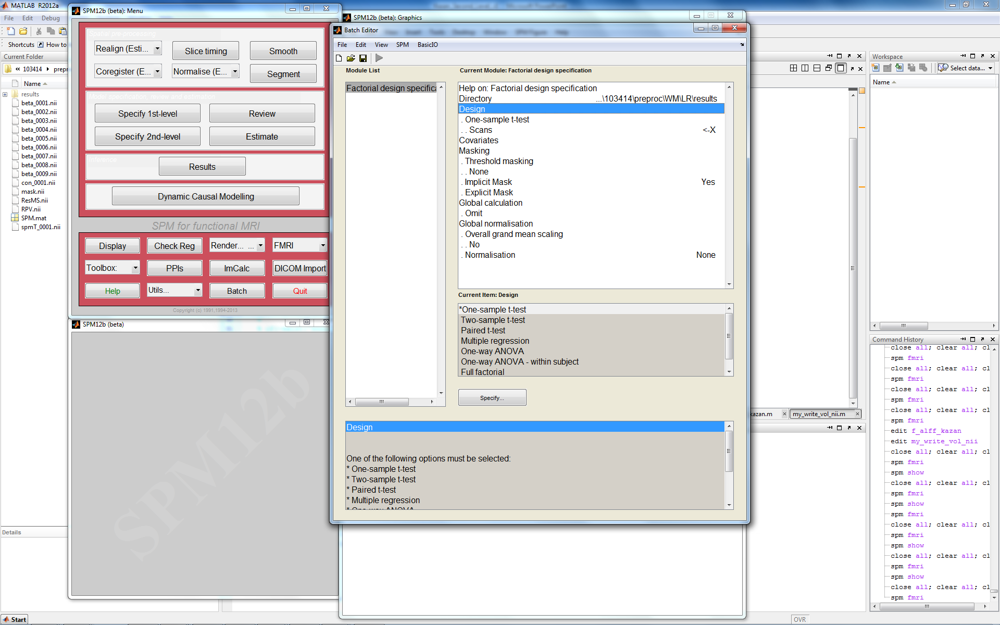 MATLAB R2012a
File Edit Debug
Shortcuts How to
Current Folder
« 103414 prepr
Name
results
beta_0001.nii
beta_0002.nii
beta_0003.nii
beta_0004.nii
beta_0005.nii
beta_0006.nii
beta_0007.nii
beta_0008.nii
beta_0009.nii
con_0001.nii
mask.nii
ResMS.nii
RPV.nii
SPM.mat
spmT_0001.nii
Details
Start
SPM12b (beta): Menu
Spatial pre-processing
Realign (Esti... Slice timing Smooth
Coregister (E... Normalise (E... Segment
Model specification, review and estimation
Specify 1st-level Review
Specify 2nd-level Estimate
Inference
Results
Dynamic Causal Modelling
SPM for functional MRI
Display Check Reg Render... ... FMRI
Toolbox: PPIs ImCalc DICOM Import
Help Utils... Batch Quit
Copyright (c) 1991,1994-2013
SPM12b (beta)
SPM12b
SPM12b (beta): Graphics
Batch Editor
File Edit View SPM BasicIO
Module List
Factorial design specifica
Current Module: Factorial design specification
Help on: Factorial design specification
Directory ...\103414\preproc\WM\LR\results
Design
. One-sample t-test
. . Scans <-X
Covariates
Masking
. Threshold masking
. . None
. Implicit Mask Yes
. Explicit Mask
Global calculation
. Omit
Global normalisation
. Overall grand mean scaling
. . No
. Normalisation None
Current Item: Design
*One-sample t-test
Two-sample t-test
Paired t-test
Multiple regression
One-way ANOVA
One-way ANOVA - within subject
Full factorial
Specify...
Design
One of the following options must be selected:
* One-sample t-test
* Two-sample t-test
* Paired t-test
* Multiple regression
* One-way ANOVA
kazan.m my_write_vol_nii.m
Workspace
Select data...
Name
Command History
close all; clear all; cl
spm fmri
close all; clear all; cl
spm fmri
close all; clear all; cl
spm fmri
close all; clear all; cl
spm fmri
edit f_alff_kazan
edit my_write_vol_nii
close all; clear all; cl
spm fmri
spm show
close all; clear all; cl
spm fmri
spm show
spm fmri
close all; clear all; cl
spm fmri
spm show
close all; clear all; cl
spm fmri
spm show
close all; clear all; cl
spm fmri
OVR